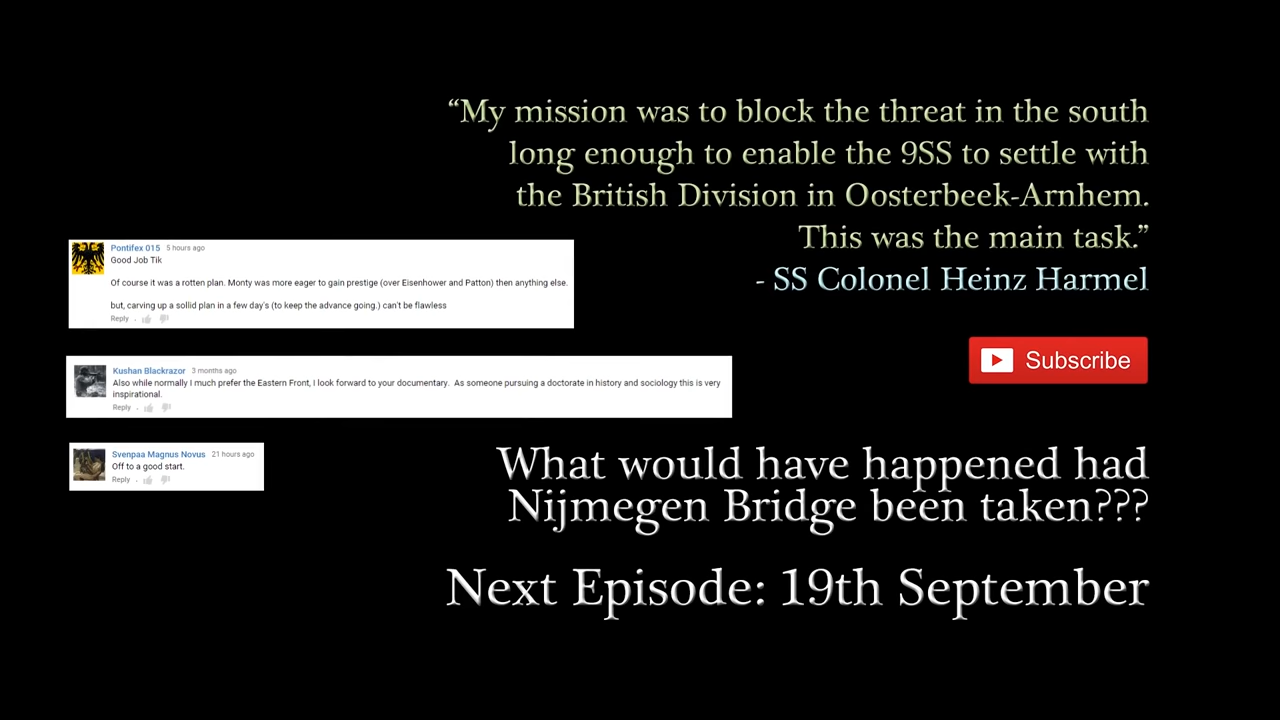 “My mission was to block the threat in the south
long enough to enable the 9SS to settle with
the British Division in Oosterbeek-Arnhem.
This was the main task.”
- SS Colonel Heinz Harmel
Pontifex 015 5 hours ago
Good Job Tik
Of course it was a rotten plan. Monty was more eager to gain prestige (over Eisenhower and Patton) then anything else.
but, carving up a sollid plan in a few day's (to keep the advance going.) can't be flawless
Reply
Subscribe
Kushan Blackrazor 3 months ago
Also while normally I much prefer the Eastern Front, I look forward to your documentary. As someone pursuing a doctorate in history and sociology this is very
inspirational.
Reply
Svenpaa Magnus Novus 21 hours ago
Off to a good start.
Reply
What would have happened had
Nijmegen Bridge been taken???
Next Episode: 19th September